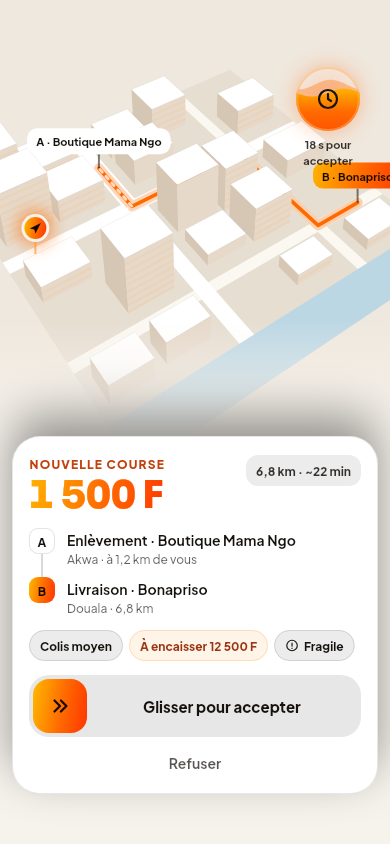 A · Boutique Mama Ngo
18 s pour
accepter
B · Bonapriso
NOUVELLE COURSE
1 500 F
6,8 km · ~22 min
A
Enlèvement · Boutique Mama Ngo
Akwa · à 1,2 km de vous
B
Livraison · Bonapriso
Douala · 6,8 km
Colis moyen
À encaisser 12 500 F
Fragile
Glisser pour accepter
Refuser